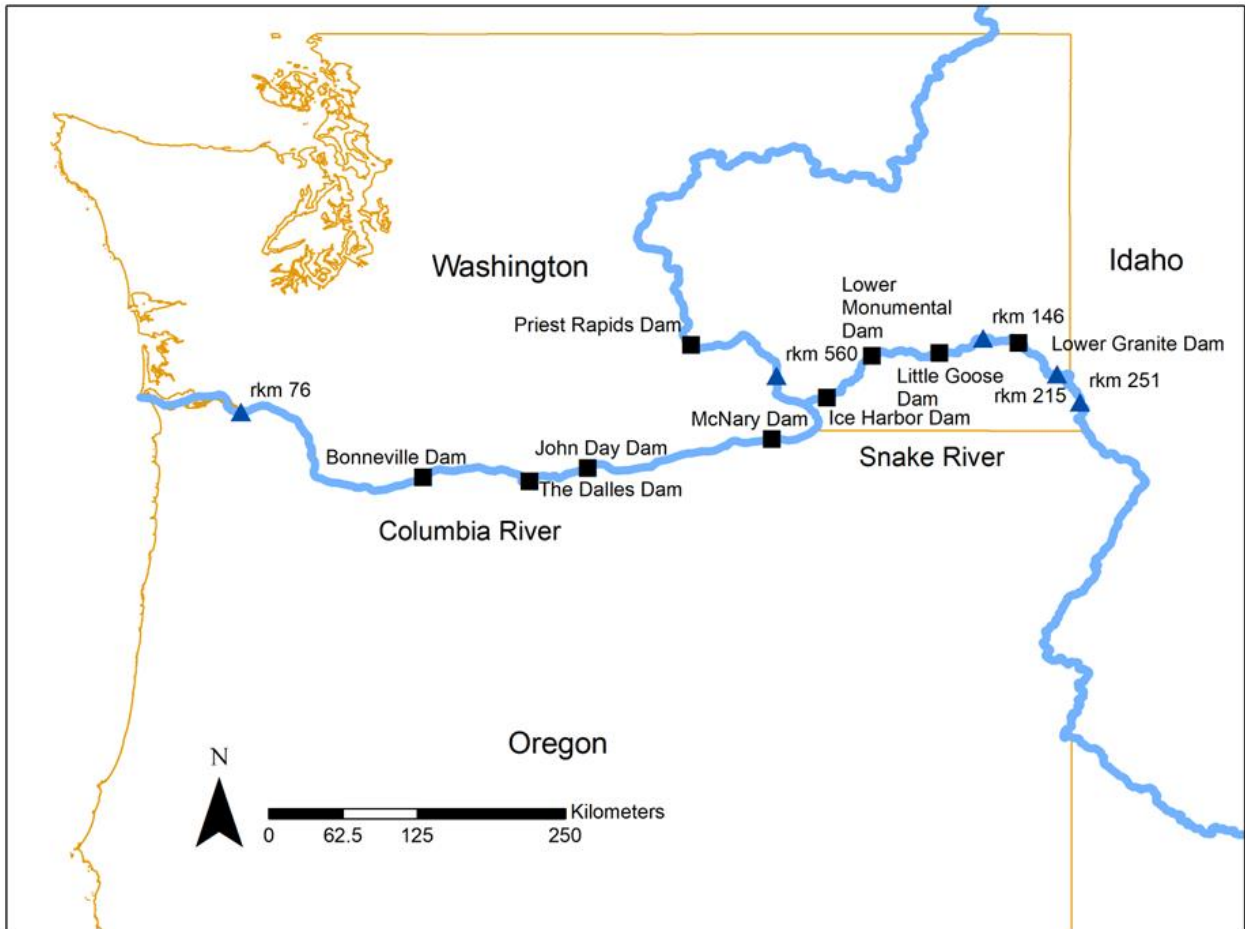 Washington
Idaho
Lower
Monumental
Dam
rkm 146
Priest Rapids Dam
rkm 560
Lower Granite Dam
Little Goose
Dam
rkm 215
rkm 251
rkm 76
McNary Dam
Ice Harbor Dam
Bonneville Dam
John Day Dam
The Dalles Dam
Snake River
Columbia River
Oregon
N
Kilometers
0 62.5 125 250